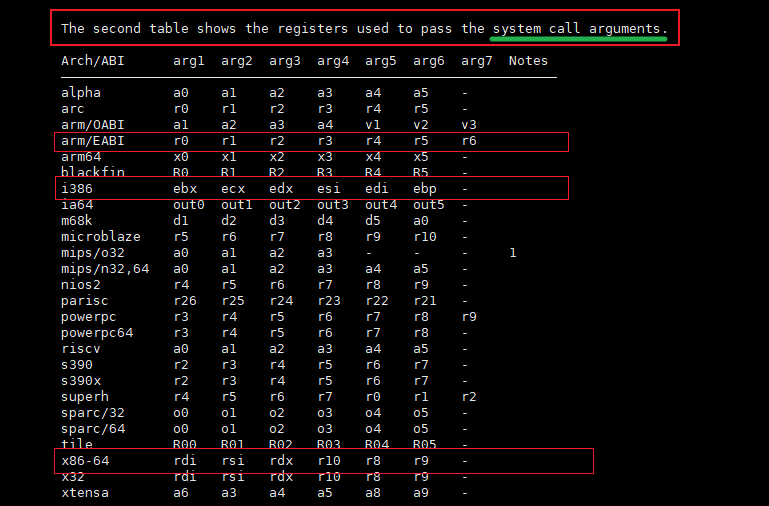 The second table shows the registers used to pass the system call arguments.
Arch/ABI arg1 arg2 arg3 arg4 arg5 arg6 arg7 Notes
alpha a0 a1 a2 a3 a4 a5 -
arc r0 r1 r2 r3 r4 r5 -
arm/OABI a1 a2 a3 a4 v1 v2 v3
arm/EABI r0 r1 r2 r3 r4 r5 r6
arm64 x0 x1 x2 x3 x4 x5 -
blackfin R0 R1 R2 R3 R4 R5 -
i386 ebx ecx edx esi edi ebp -
ia64 out0 out1 out2 out3 out4 out5 -
m68k d1 d2 d3 d4 d5 a0 -
microblaze r5 r6 r7 r8 r9 r10 -
mips/o32 a0 a1 a2 a3 - - - 1
mips/n32,64 a0 a1 a2 a3 a4 a5 -
nios2 r4 r5 r6 r7 r8 r9 -
parisc r26 r25 r24 r23 r22 r21 -
powerpc r3 r4 r5 r6 r7 r8 r9
powerpc64 r3 r4 r5 r6 r7 r8 -
riscv a0 a1 a2 a3 a4 a5 -
s390 r2 r3 r4 r5 r6 r7 -
s390x r2 r3 r4 r5 r6 r7 -
superh r4 r5 r6 r7 r0 r1 r2
sparc/32 o0 o1 o2 o3 o4 o5 -
sparc/64 o0 o1 o2 o3 o4 o5 -
tile R00 R01 R02 R03 R04 R05 -
x86-64 rdi rsi rdx r10 r8 r9 -
x32 rdi rsi rdx r10 r8 r9 -
xtensa a6 a3 a4 a5 a8 a9 -